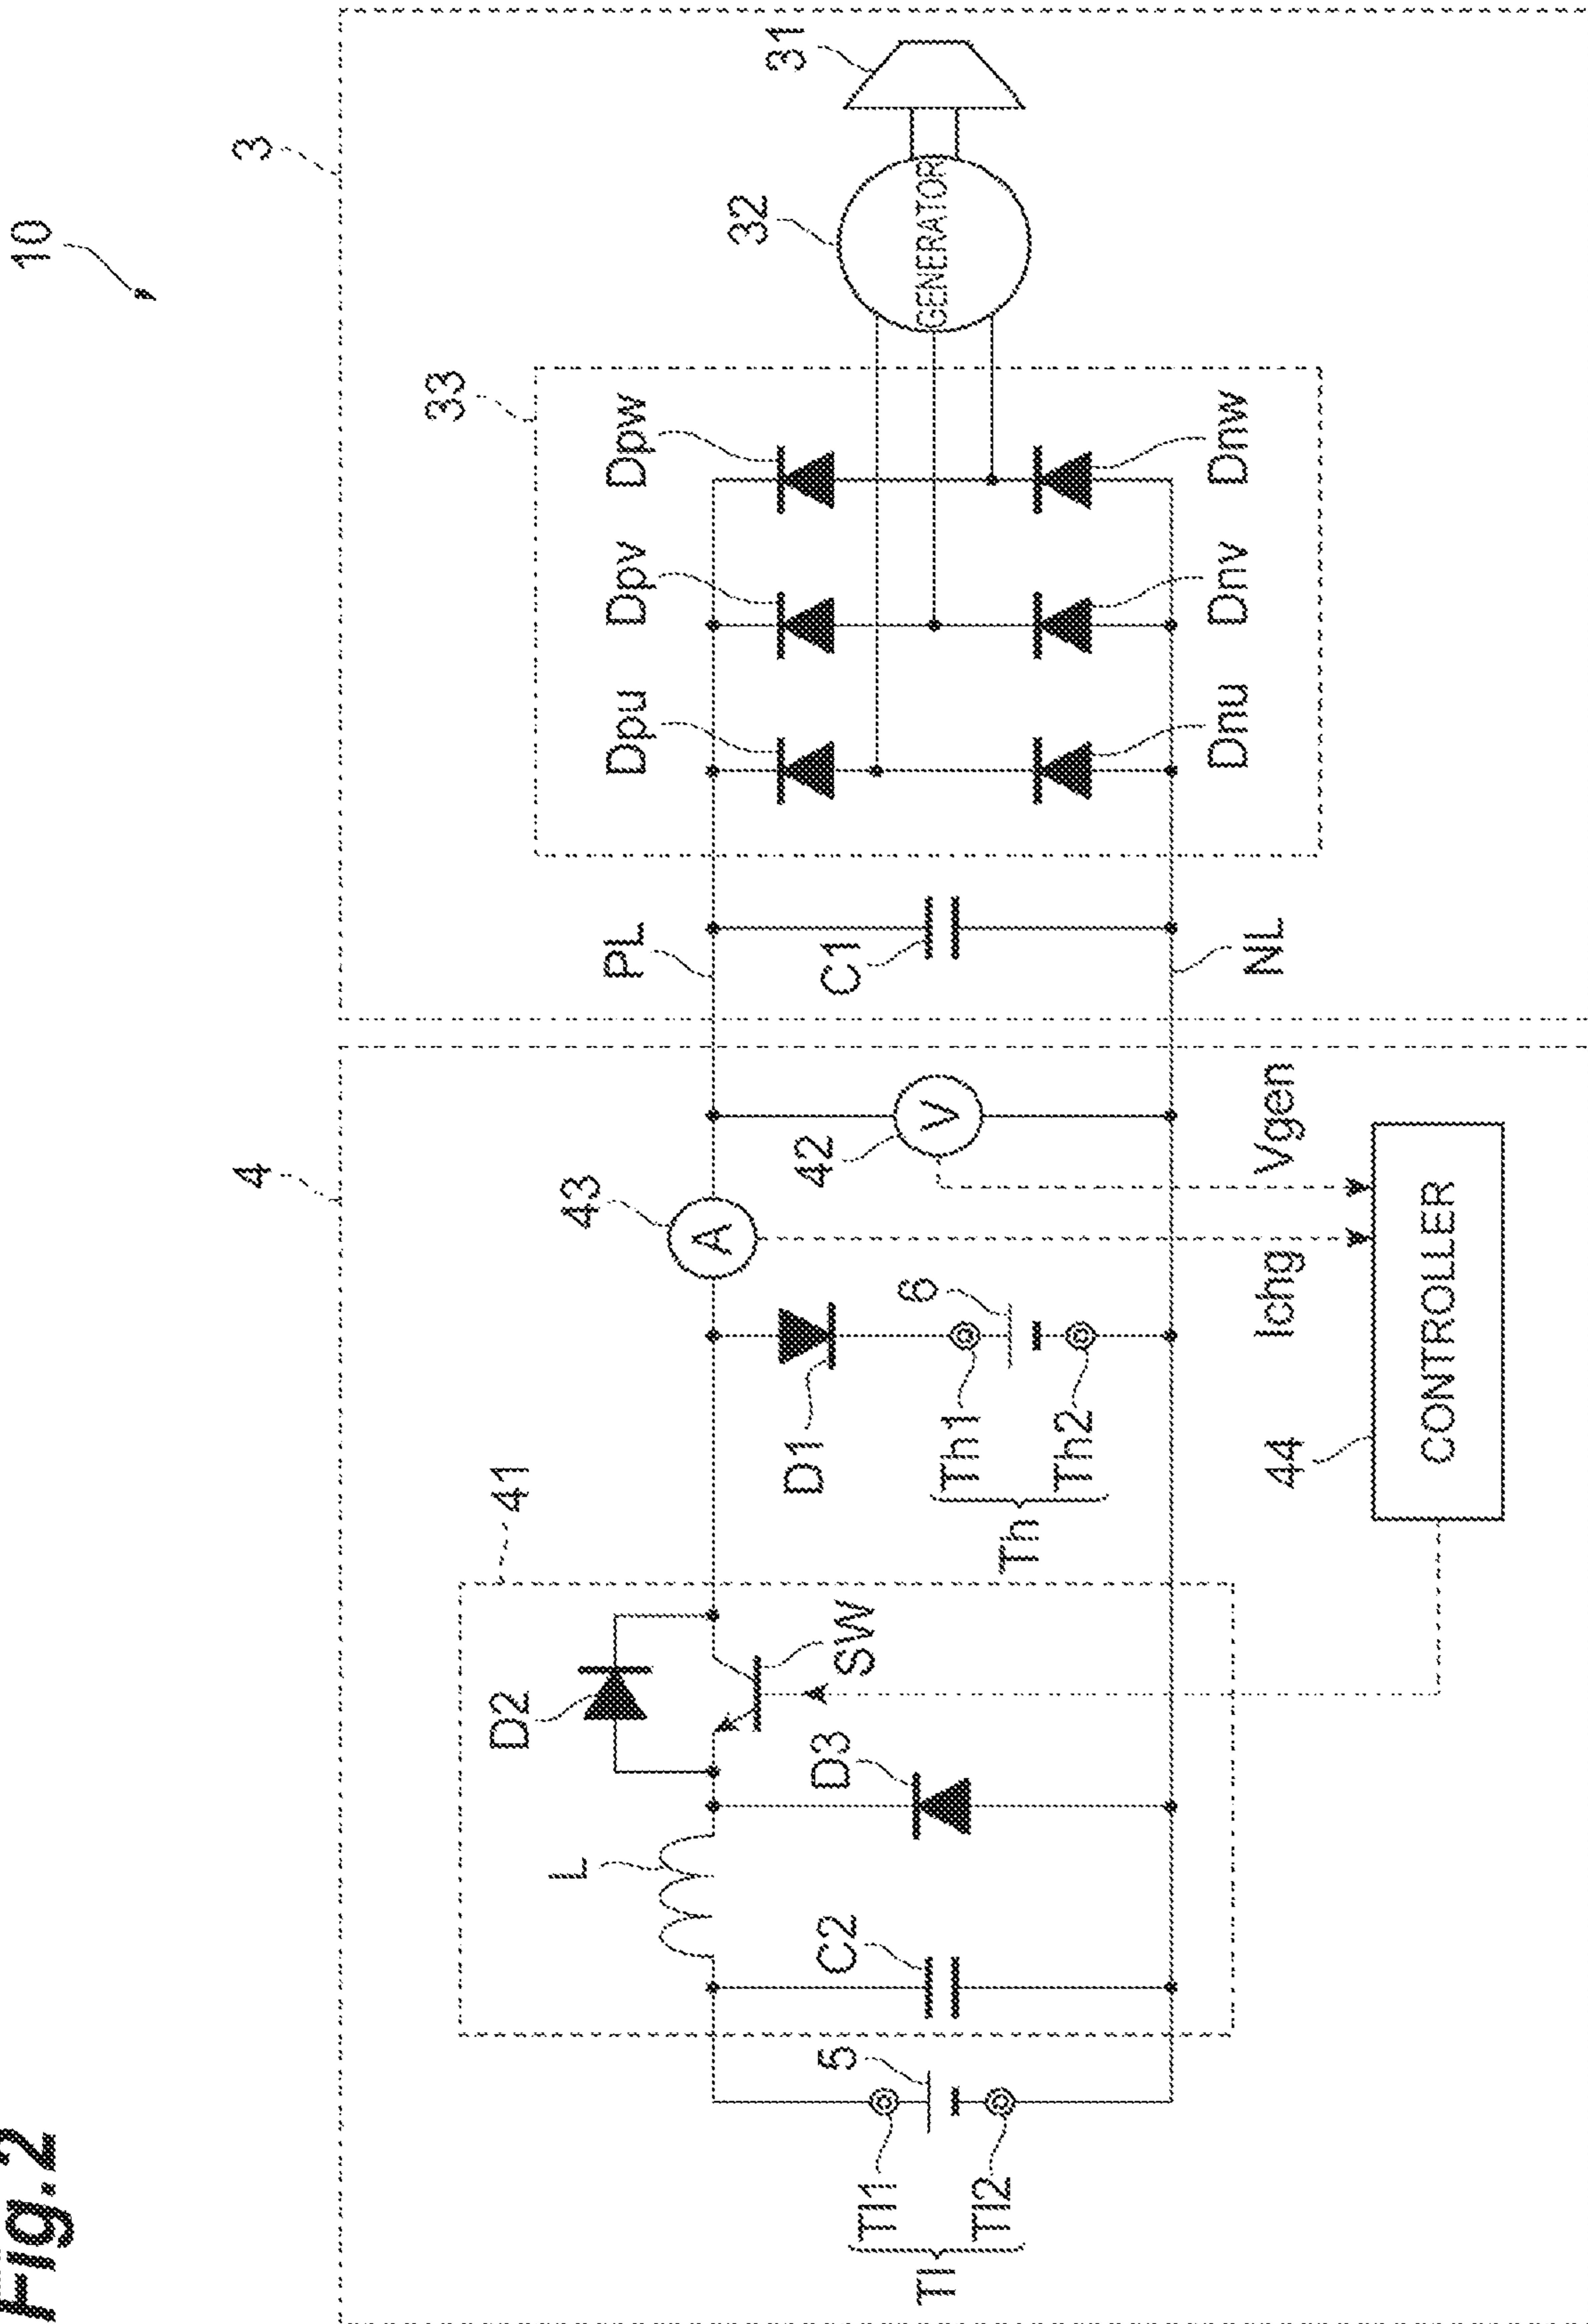 Fig.2
10
3
4
31
32
GENERATOR
33
Dpu
Dpv
Dpw
Dnu
Dnv
Dnw
PL
C1
NL
43
A
42
V
Vgen
Ichg
D1
6
Th1
Th2
Th
41
D2
SW
D3
L
C2
5
Tl1
Tl2
Tl
44
CONTROLLER